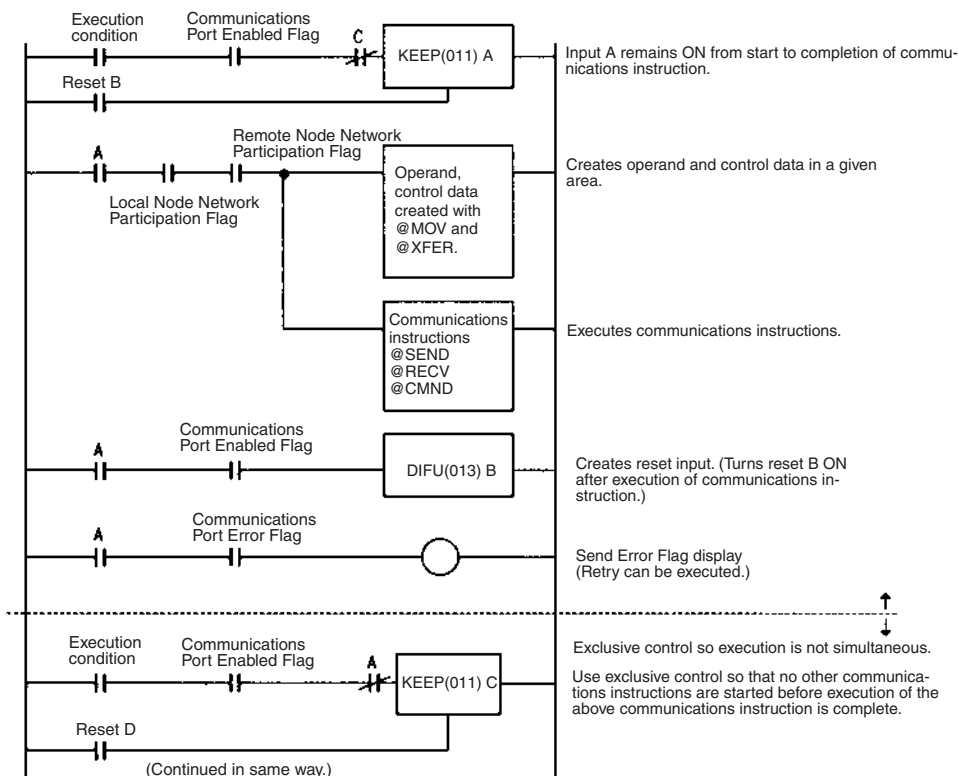 Execution
condition
Communications
Port Enabled Flag
C
KEEP(011) A
Input A remains ON from start to completion of commu-
nications instruction.
Reset B
A
Remote Node Network
Participation Flag
Local Node Network
Participation Flag
Operand,
control data
created with
@MOV and
@XFER.
Creates operand and control data in a given
area.
Communications
instructions
@SEND
@RECV
@CMND
Executes communications instructions.
A
Communications
Port Enabled Flag
DIFU(013) B
Creates reset input. (Turns reset B ON
after execution of communications in-
struction.)
A
Communications
Port Error Flag
Send Error Flag display
(Retry can be executed.)
Exclusive control so execution is not simultaneous.
Execution
condition
Communications
Port Enabled Flag
A
KEEP(011) C
Use exclusive control so that no other communica-
tions instructions are started before execution of the
above communications instruction is complete.
Reset D
(Continued in same way.)